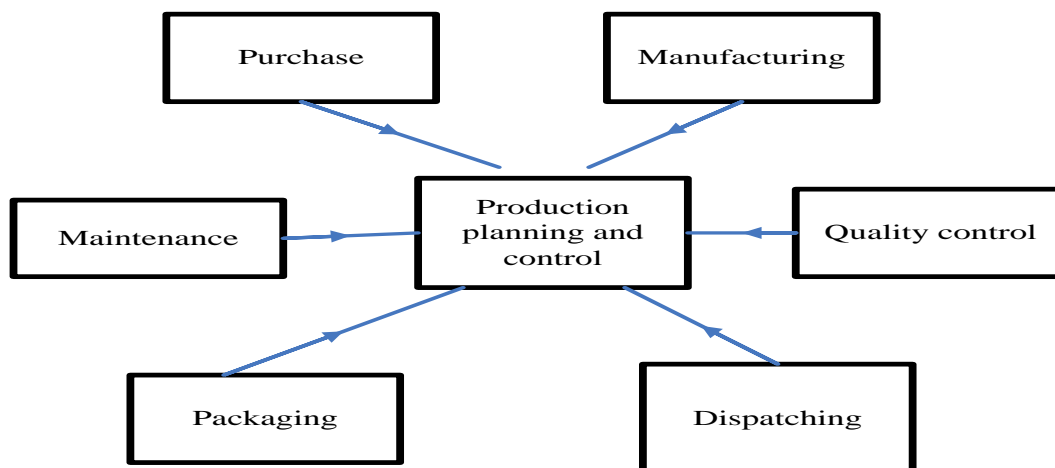 Purchase
Manufacturing
Production
planning and
control
Maintenance
Quality control
Packaging
Dispatching